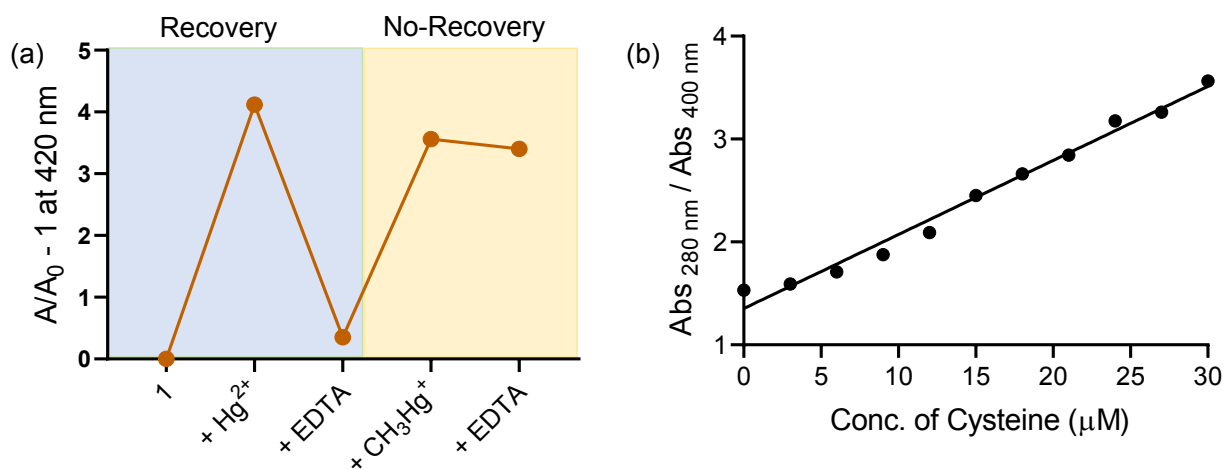 Recovery
No-Recovery
(a)
A/A₀ - 1 at 420 nm
5
4
3
2
1
0
1
+ Hg²⁺
+ EDTA
+ CH₃Hg⁺
+ EDTA
(b)
Abs 280 nm / Abs 400 nm
4
3
2
1
0
5
10
15
20
25
30
Conc. of Cysteine (μM)